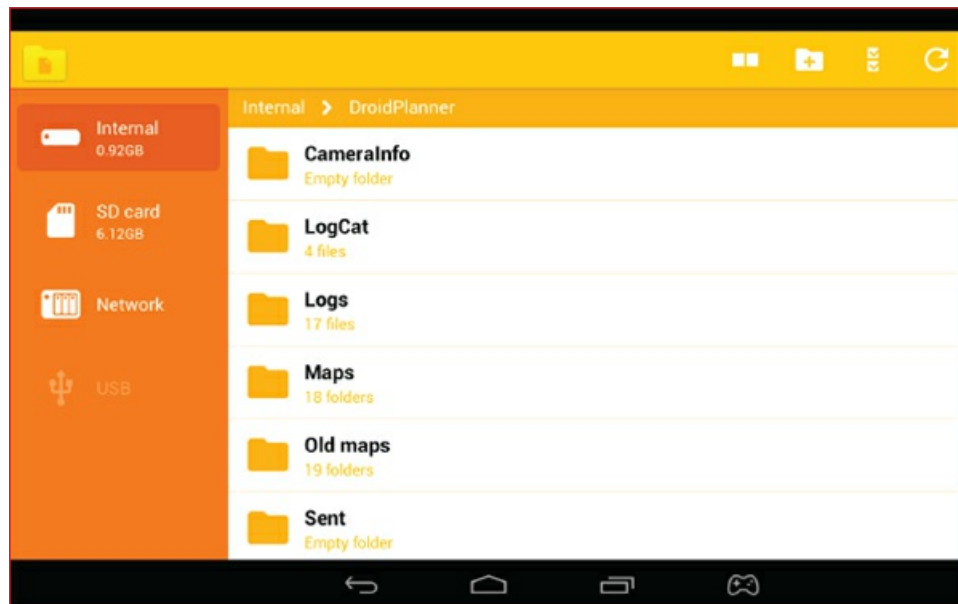 Internal
0.92GB
SD card
6.12GB
Network
USB
Internal > DroidPlanner
CameraInfo
Empty folder
LogCat
4 files
Logs
17 files
Maps
18 folders
Old maps
19 folders
Sent
Empty folder